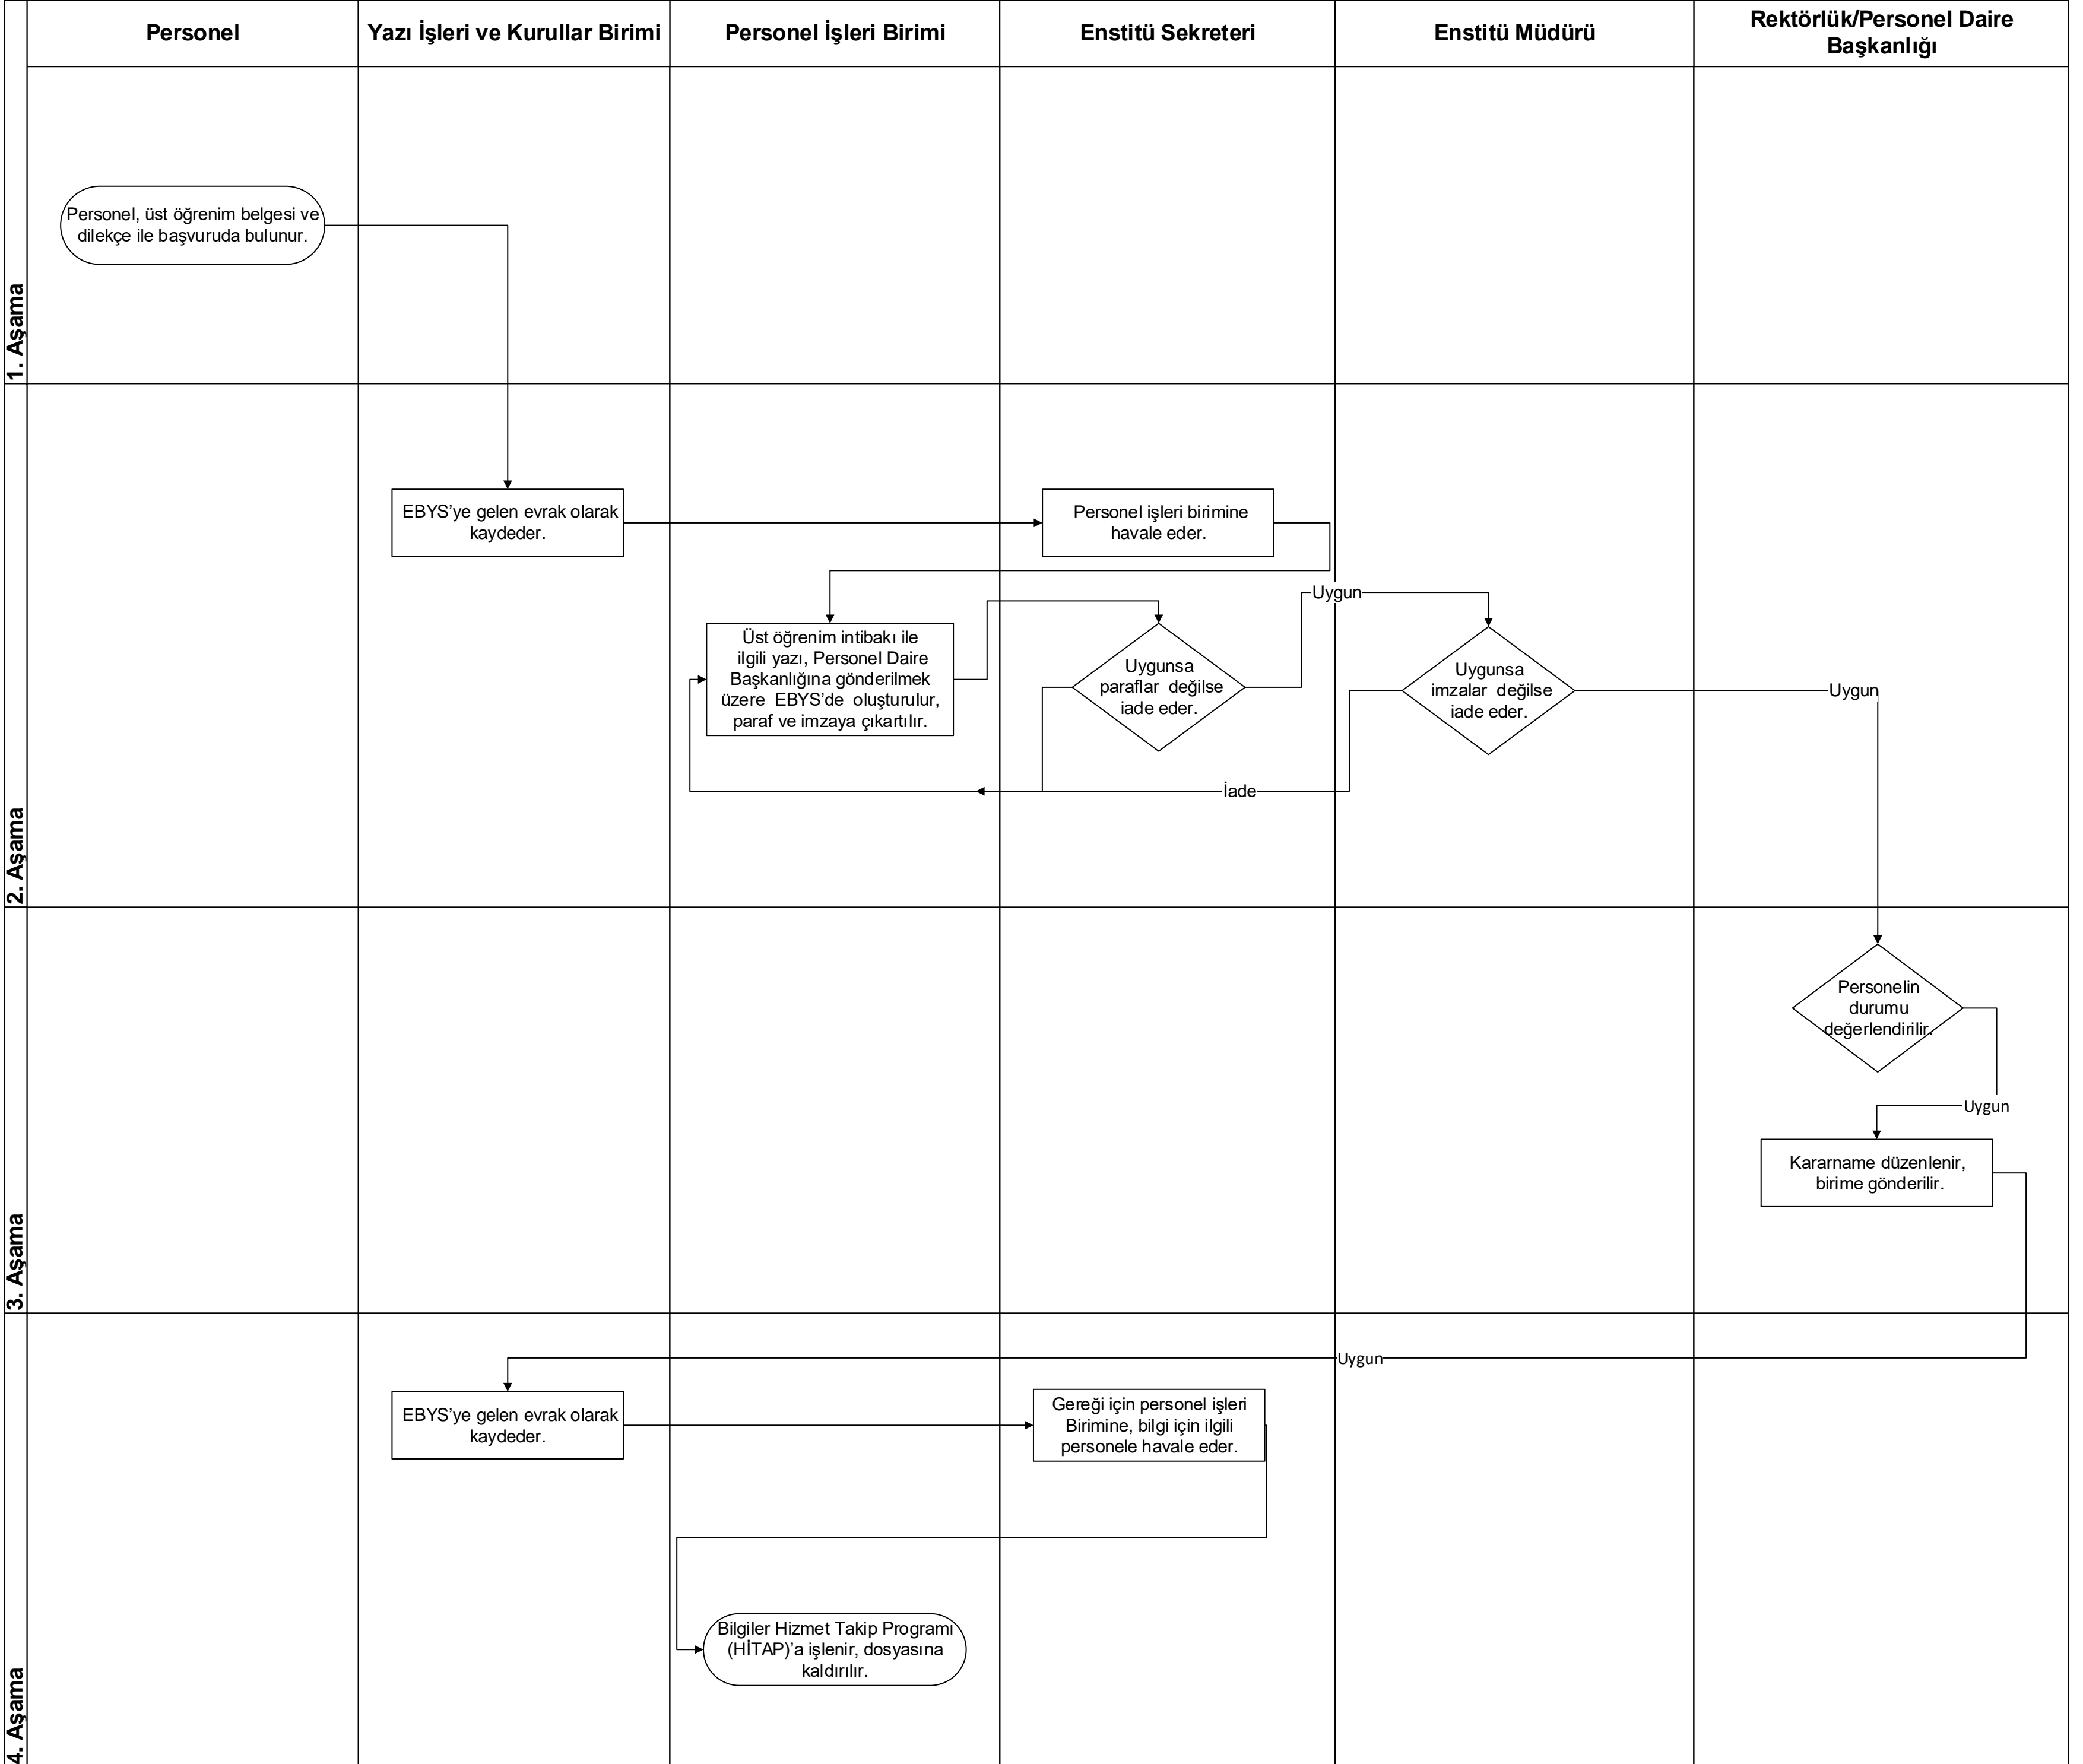 Personel
Yazı İşleri ve Kurullar Birimi
Personel İşleri Birimi
Enstitü Sekreteri
Enstitü Müdürü
Rektörlük/Personel Daire
Başkanlığı
1. Aşama
Personel, üst öğrenim belgesi ve
dilekçe ile başvuruda bulunur.
2. Aşama
EBYS’ye gelen evrak olarak
kaydeder.
Personel işleri birimine
havale eder.
Üst öğrenim intibakı ile
ilgili yazı, Personel Daire
Başkanlığına gönderilmek
üzere EBYS’de oluşturulur,
paraf ve imzaya çıkartılır.
Uygunsa
paraflar değilse
iade eder.
Uygun
Uygunsa
imzalar değilse
iade eder.
Uygun
İade
3. Aşama
Personelin
durumu
değerlendirilir.
Uygun
Kararname düzenlenir,
birime gönderilir.
4. Aşama
Uygun
EBYS’ye gelen evrak olarak
kaydeder.
Gereği için personel işleri
Birimine, bilgi için ilgili
personele havale eder.
Bilgiler Hizmet Takip Programı
(HİTAP)’a işlenir, dosyasına
kaldırılır.